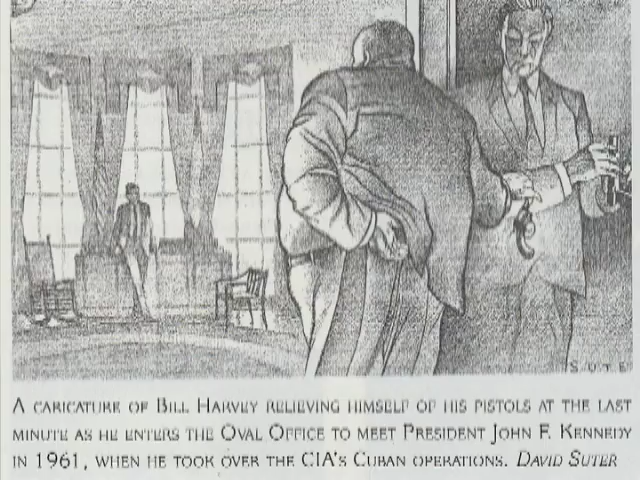 SUTER
A CARICATURE OF BILL HARVEY RELIEVING HIMSELF OF HIS PISTOLS AT THE LAST
MINUTE AS HE ENTERS THE OVAL OFFICE TO MEET PRESIDENT JOHN F. KENNEDY
IN 1961, WHEN HE TOOK OVER THE CIA'S CUBAN OPERATIONS. DAVID SUTER